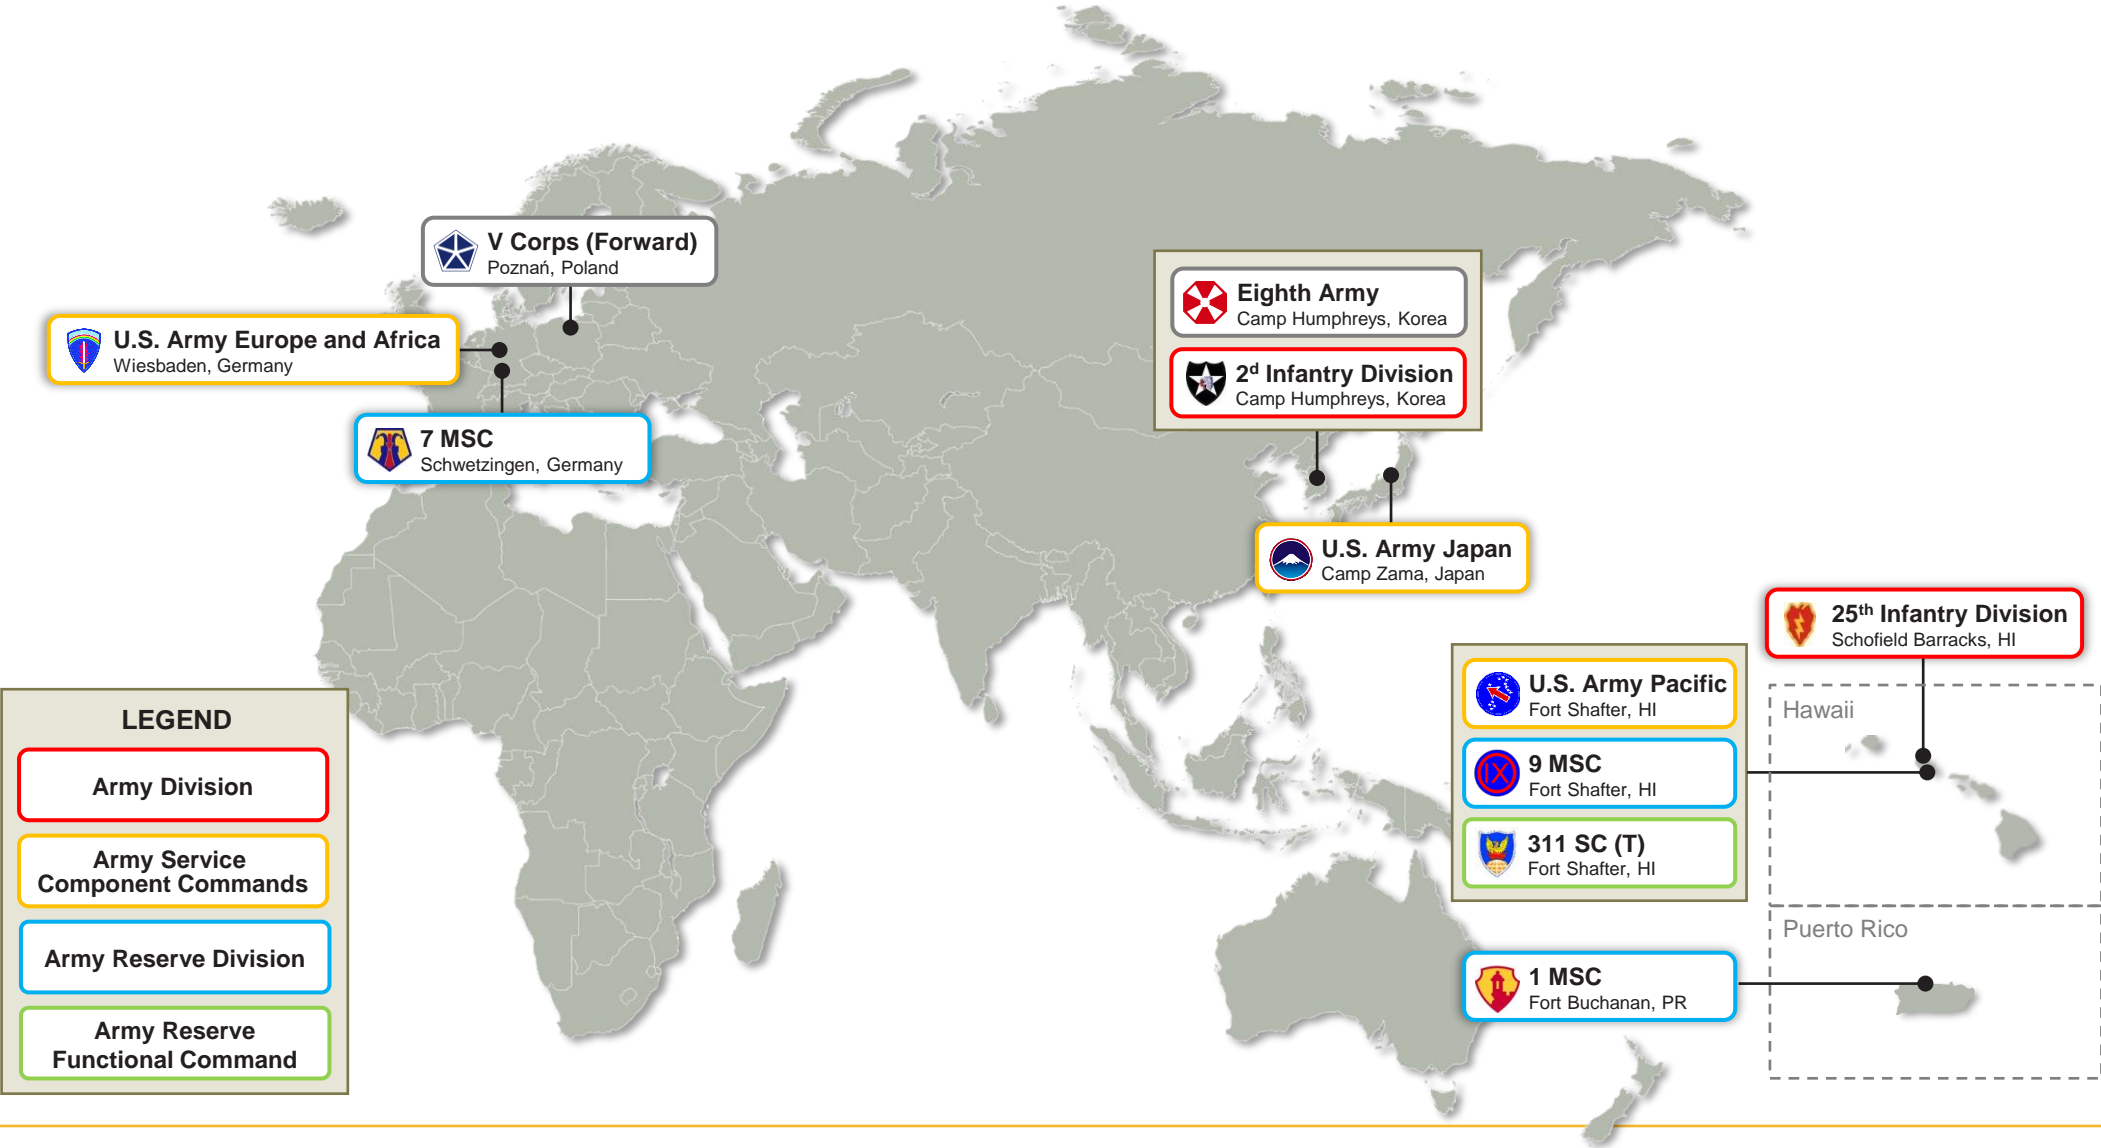 V Corps (Forward)
Poznań, Poland
U.S. Army Europe and Africa
Wiesbaden, Germany
7 MSC
Schwetzingen, Germany
Eighth Army
Camp Humphreys, Korea
2ᵈ Infantry Division
Camp Humphreys, Korea
U.S. Army Japan
Camp Zama, Japan
25ᵗʰ Infantry Division
Schofield Barracks, HI
U.S. Army Pacific
Fort Shafter, HI
9 MSC
Fort Shafter, HI
311 SC (T)
Fort Shafter, HI
Hawaii
Puerto Rico
IX
1 MSC
Fort Buchanan, PR
LEGEND
Army Division
Army Service
Component Commands
Army Reserve Division
Army Reserve
Functional Command